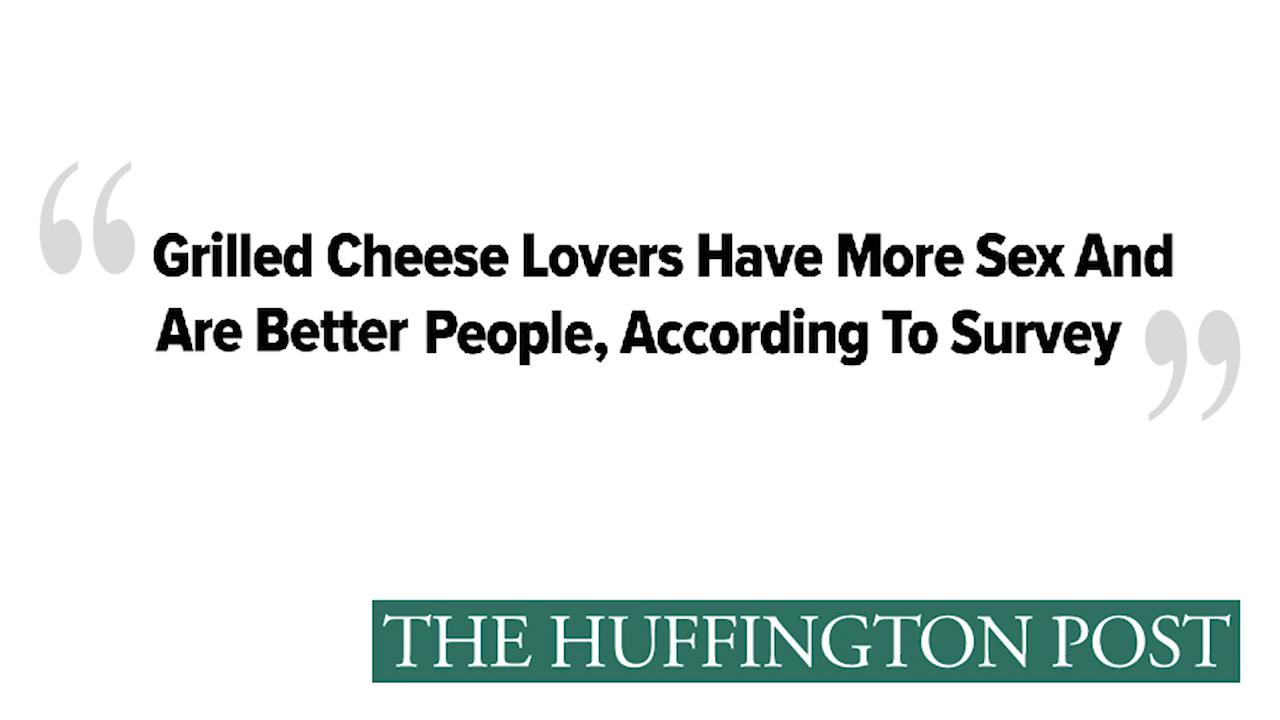 “Grilled Cheese Lovers Have More Sex And
Are Better People, According To Survey”
THE HUFFINGTON POST